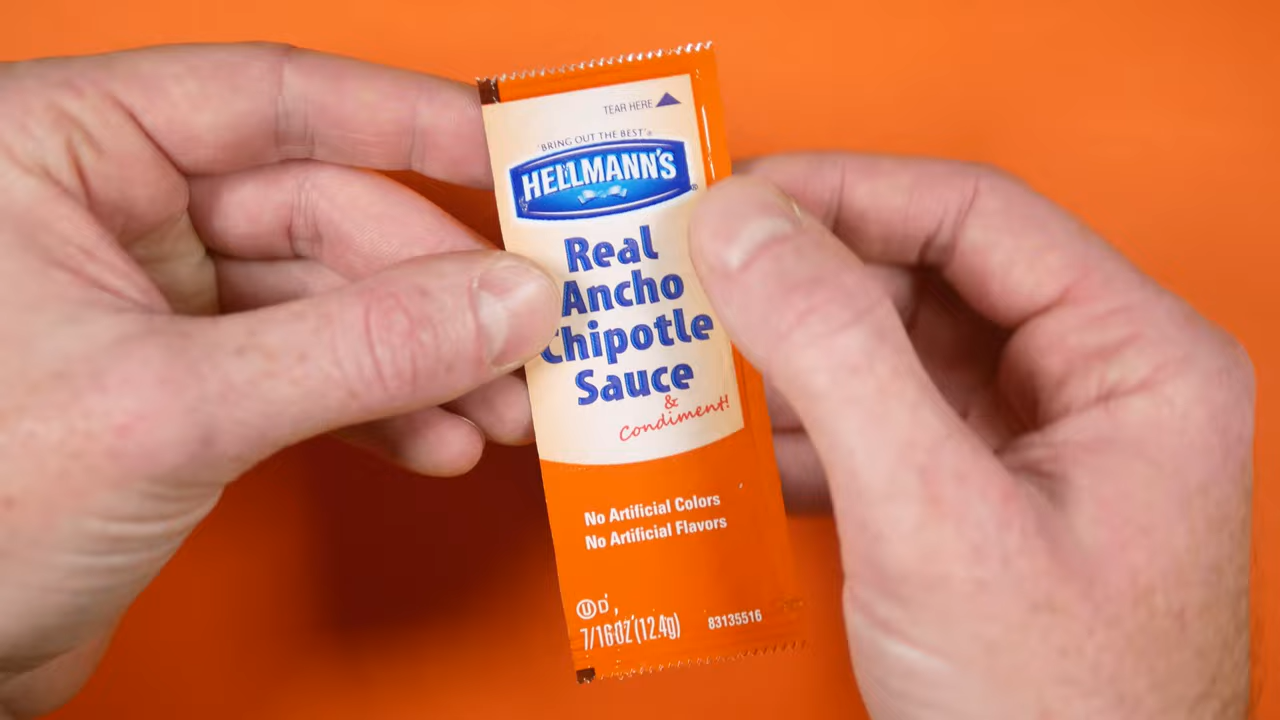 TEAR HERE
"BRING OUT THE BEST"®
HELLMANN'S®
Real
Ancho
Chipotle
Sauce
&
Condiment!
No Artificial Colors
No Artificial Flavors
Ⓤ D
7/16 OZ (12.4g) 83135516